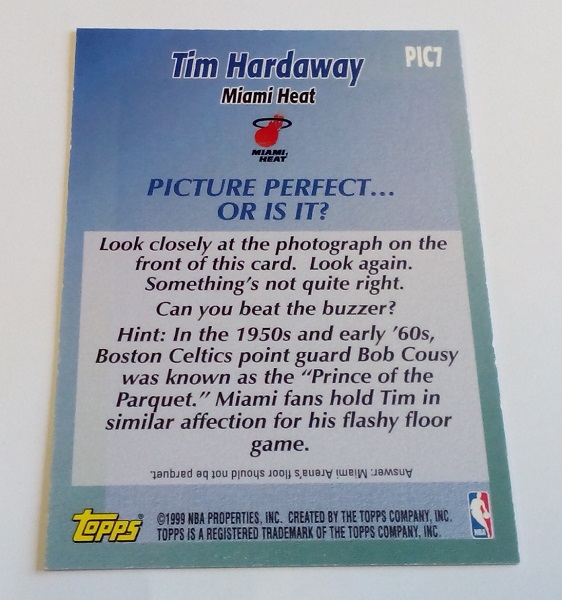 Tim Hardaway
PIC7
Miami Heat
MIAMI
HEAT
PICTURE PERFECT...
OR IS IT?
Look closely at the photograph on the
front of this card. Look again.
Something's not quite right.
Can you beat the buzzer?
Hint: In the 1950s and early '60s,
Boston Celtics point guard Bob Cousy
was known as the “Prince of the
Parquet.” Miami fans hold Tim in
similar affection for his flashy floor
game.
Answer: Miami Arena's floor should not be parquet.
topps®
©1999 NBA PROPERTIES, INC. CREATED BY THE TOPPS COMPANY, INC.
TOPPS IS A REGISTERED TRADEMARK OF THE TOPPS COMPANY, INC.
NBA